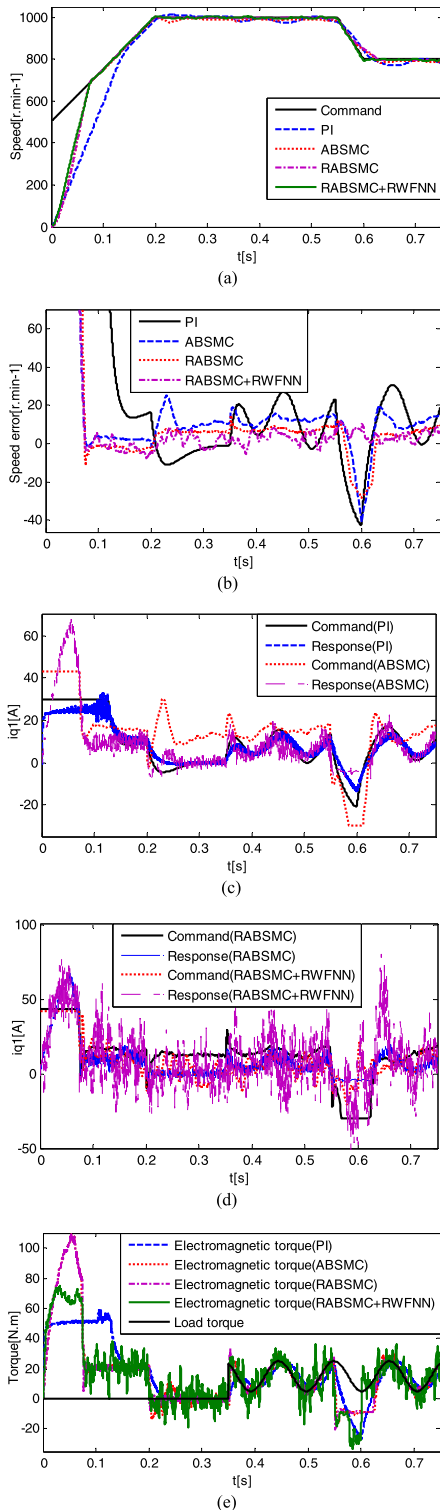 1000
800
600
400
200
0
Speed[r.min-1]
Command
PI
ABSMC
RABSMC
RABSMC+RWFNN
0 0.1 0.2 0.3 0.4 0.5 0.6 0.7
t[s]
(a)
60
40
20
0
-20
-40
Speed error[r.min-1]
PI
ABSMC
RABSMC
RABSMC+RWFNN
0 0.1 0.2 0.3 0.4 0.5 0.6 0.7
t[s]
(b)
60
40
20
0
-20
iq1[A]
Command(PI)
Response(PI)
Command(ABSMC)
Response(ABSMC)
0 0.1 0.2 0.3 0.4 0.5 0.6 0.7
t[s]
(c)
100
50
0
-50
iq1[A]
Command(RABSMC)
Response(RABSMC)
Command(RABSMC+RWFNN)
Response(RABSMC+RWFNN)
0 0.1 0.2 0.3 0.4 0.5 0.6 0.7
t[s]
(d)
100
80
60
40
20
0
-20
Torque[N.m]
Electromagnetic torque(PI)
Electromagnetic torque(ABSMC)
Electromagnetic torque(RABSMC)
Electromagnetic torque(RABSMC+RWFNN)
Load torque
0 0.1 0.2 0.3 0.4 0.5 0.6 0.7
t[s]
(e)